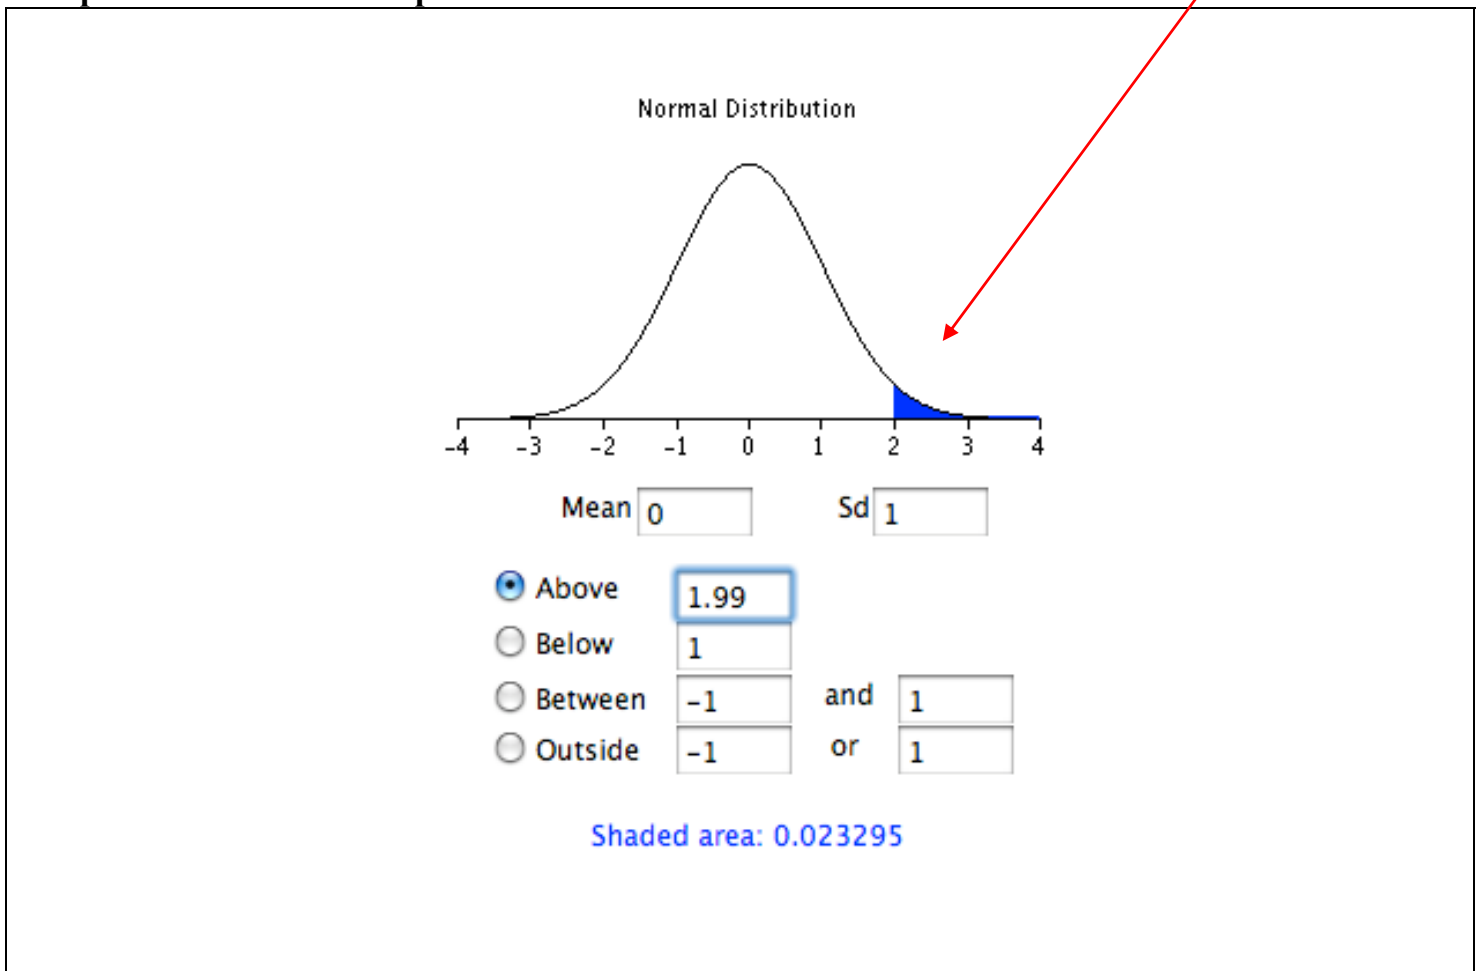 Normal Distribution
-4 -3 -2 -1 0 1 2 3 4
Mean 0 Sd 1
Above 1.99
Below 1
Between -1 and 1
Outside -1 or 1
Shaded area: 0.023295